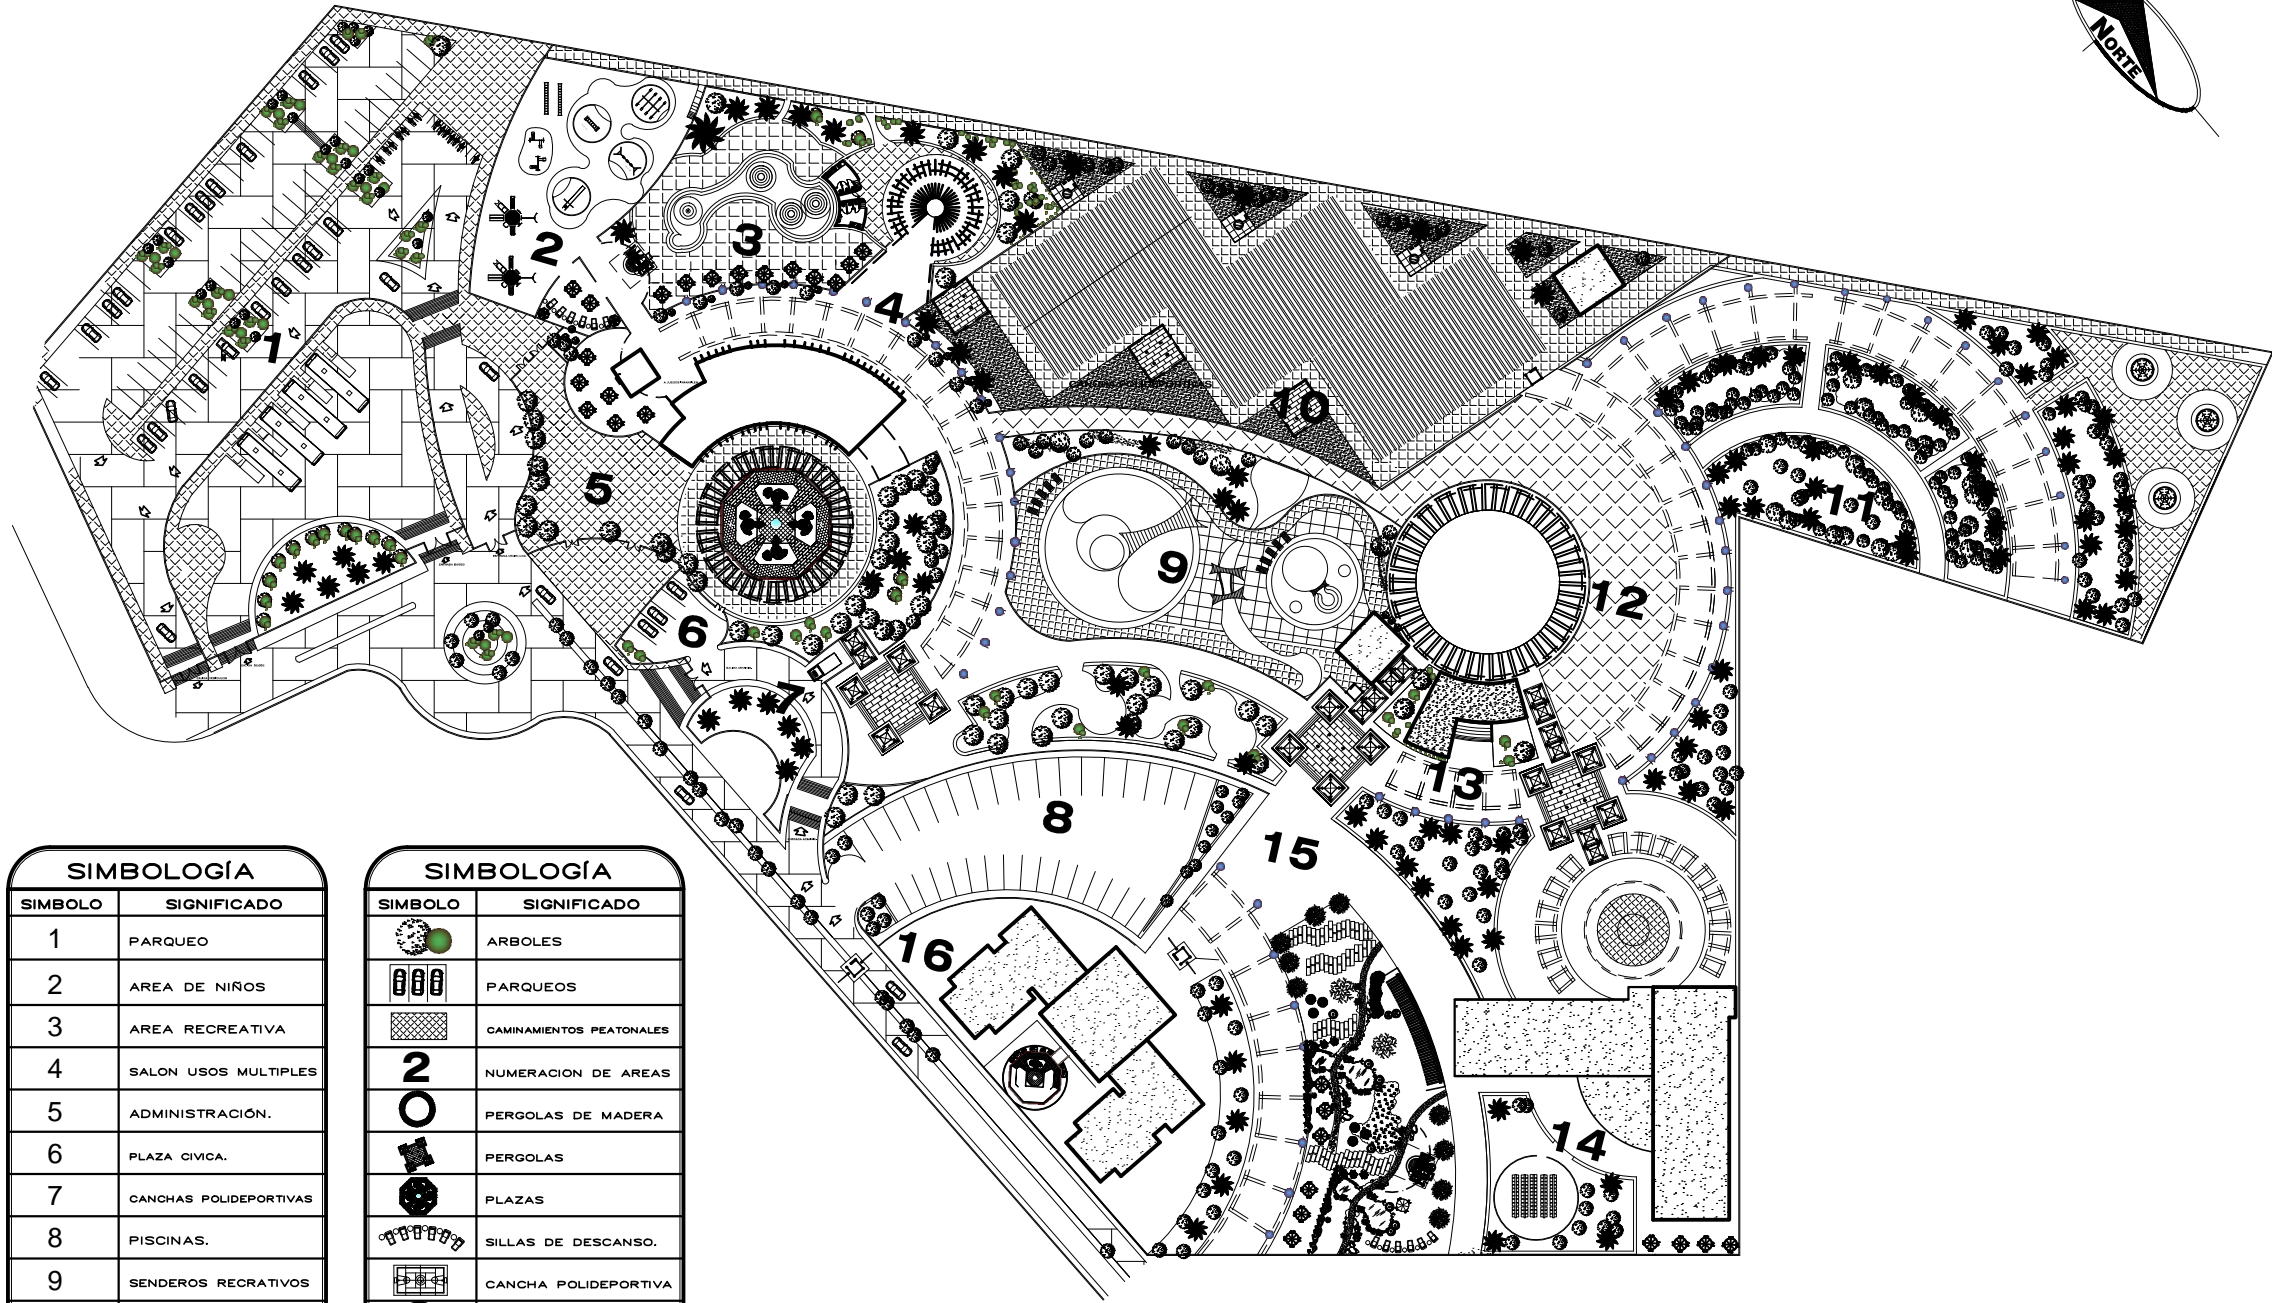 NORTE
1
2
3
4
5
6
7
8
9
10
11
12
13
14
15
16
SIMBOLOGÍA
SIMBOLO SIGNIFICADO
1 PARQUEO
2 AREA DE NIÑOS
3 AREA RECREATIVA
4 SALON USOS MULTIPLES
5 ADMINISTRACIÓN.
6 PLAZA CIVICA.
7 CANCHAS POLIDEPORTIVAS
8 PISCINAS.
9 SENDEROS RECRATIVOS
SIMBOLOGÍA
SIMBOLO SIGNIFICADO
ARBOLES
PARQUEOS
CAMINAMIENTOS PEATONALES
2 NUMERACION DE AREAS
PERGOLAS DE MADERA
PERGOLAS
PLAZAS
SILLAS DE DESCANSO.
CANCHA POLIDEPORTIVA